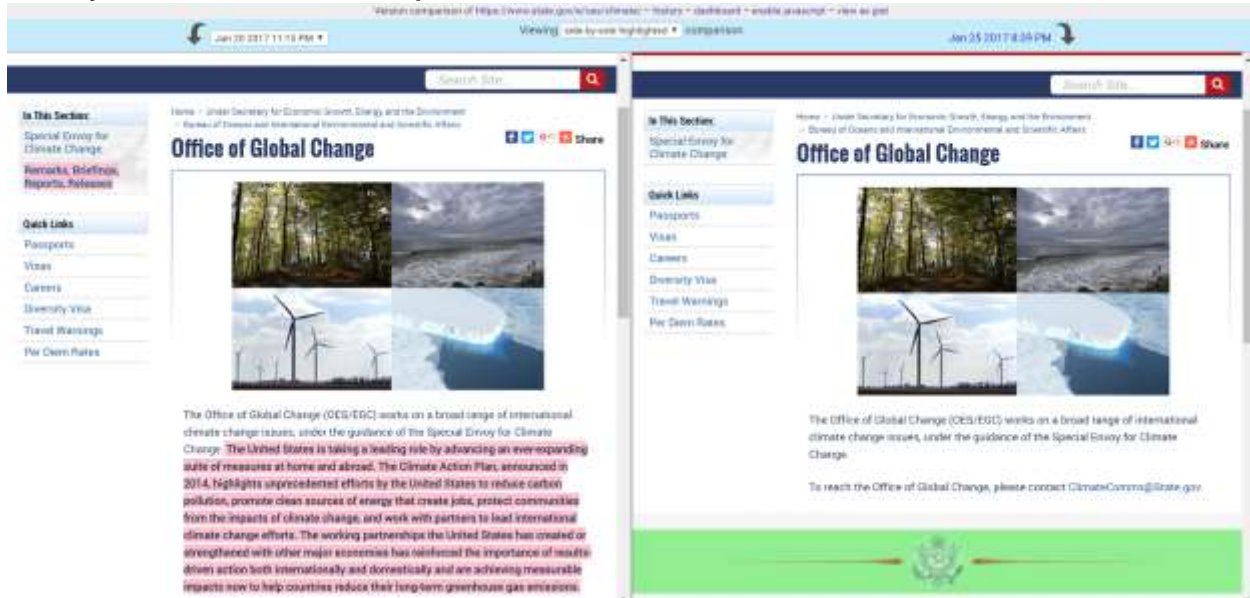 Version comparison of https://www.state.gov/e/oes/climate/ – history – dashboard – enable javascript – view as pist
Jan 20 2017 11:15 PM
Viewing side-by-side highlighted comparison
Jan 25 2017 8:39 PM
Search Site...
In This Section:
Special Envoy for
Climate Change
Remarks, Briefings,
Reports, Releases
Quick Links
Passports
Visas
Careers
Diversity Visa
Travel Warnings
Per Diem Rates
Home » Under Secretary for Economic Growth, Energy, and the Environment
» Bureau of Oceans and International Environmental and Scientific Affairs
Office of Global Change
Share
The Office of Global Change (OES/EGC) works on a broad range of international
climate change issues, under the guidance of the Special Envoy for Climate
Change. The United States is taking a leading role by advancing an ever-expanding
suite of measures at home and abroad. The Climate Action Plan, announced in
2014, highlights unprecedented efforts by the United States to reduce carbon
pollution, promote clean sources of energy that create jobs, protect communities
from the impacts of climate change, and work with partners to lead international
climate change efforts. The working partnerships the United States has created or
strengthened with other major economies has reinforced the importance of results-
driven action both internationally and domestically and are achieving measurable
impacts now to help countries reduce their long-term greenhouse gas emissions.
Search Site...
In This Section:
Special Envoy for
Climate Change
Quick Links
Passports
Visas
Careers
Diversity Visa
Travel Warnings
Per Diem Rates
Home » Under Secretary for Economic Growth, Energy, and the Environment
» Bureau of Oceans and International Environmental and Scientific Affairs
Office of Global Change
Share
The Office of Global Change (OES/EGC) works on a broad range of international
climate change issues, under the guidance of the Special Envoy for Climate
Change.
To reach the Office of Global Change, please contact ClimateComms@State.gov.